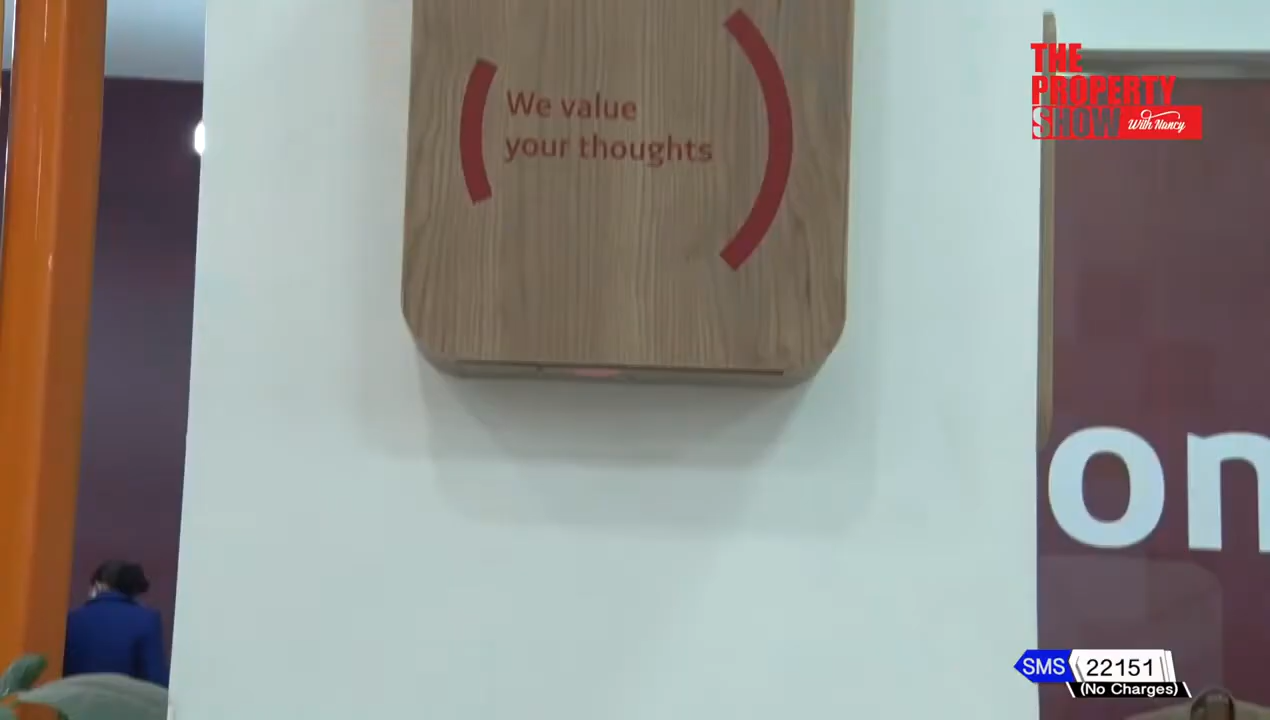 We value
your thoughts
THE
PROPERTY
SHOW
With Nancy
on
SMS 22151
(No Charges)